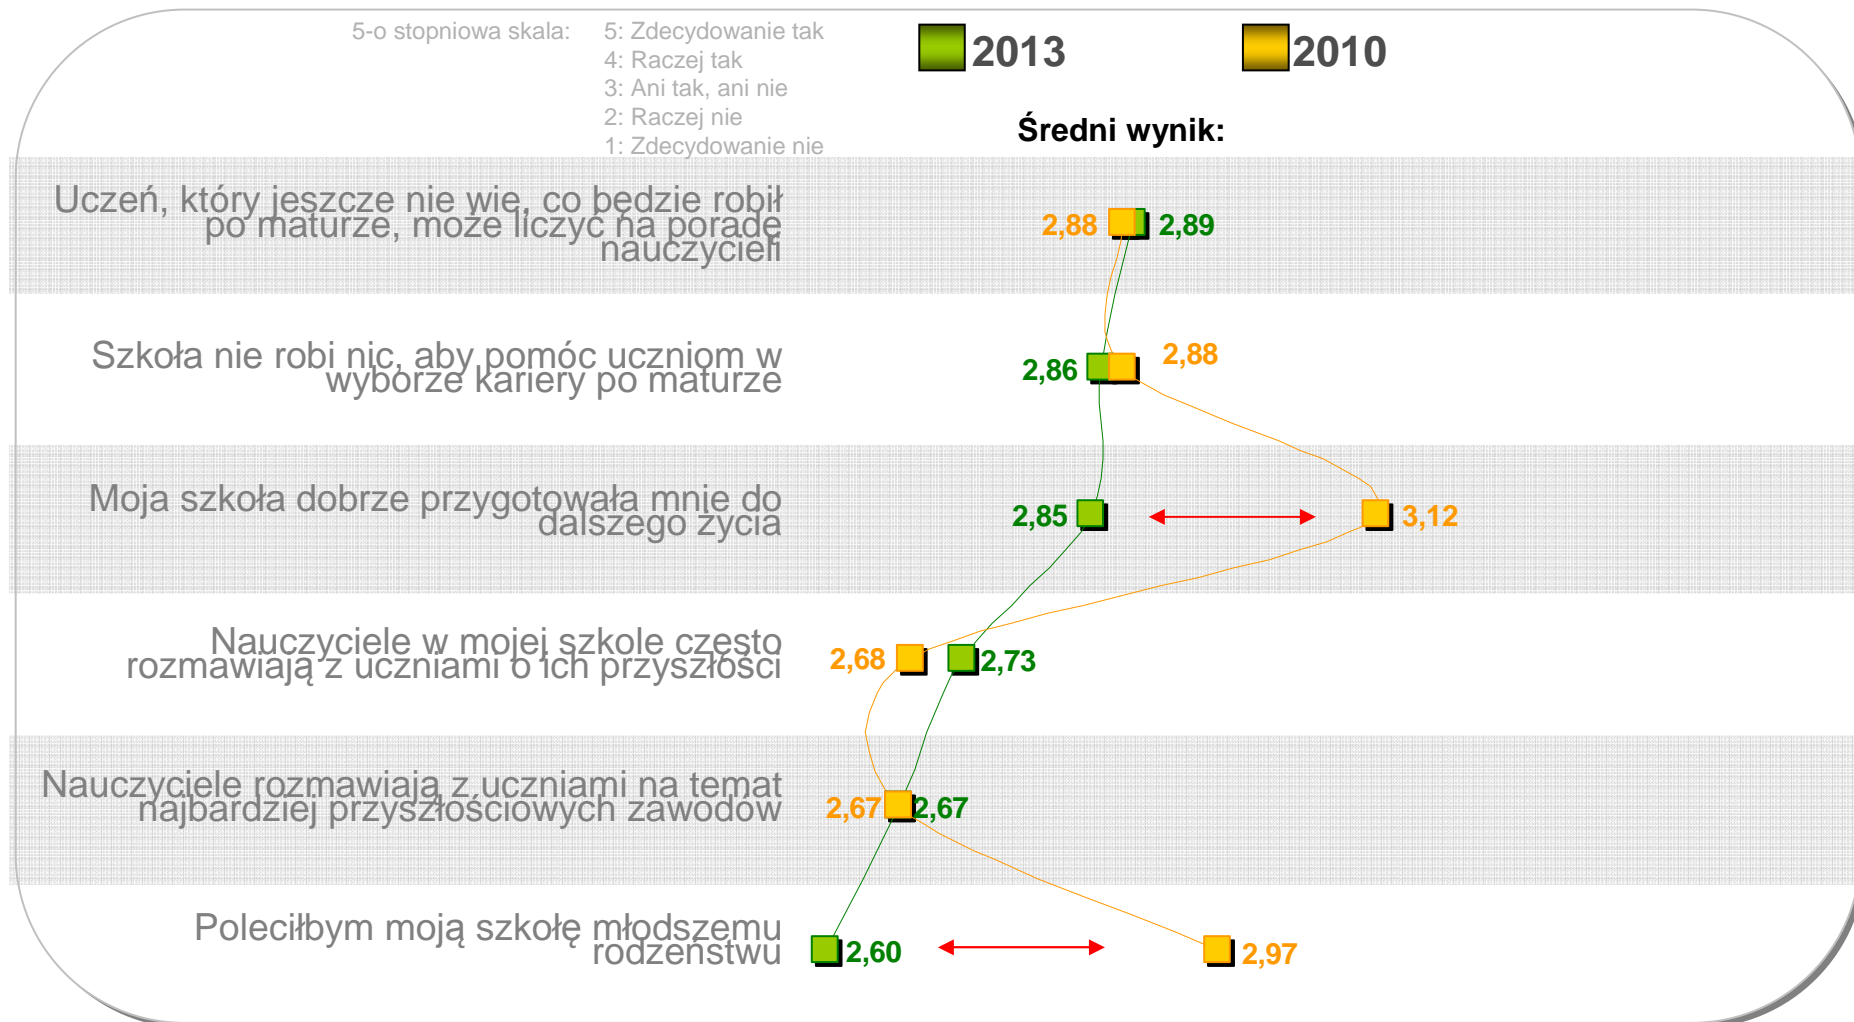 5-o stopniowa skala: 5: Zdecydowanie tak
4: Raczej tak
3: Ani tak, ani nie
2: Raczej nie
1: Zdecydowanie nie
2013
2010
Średni wynik:
Uczeń, który jeszcze nie wie, co będzie robił
po maturze, może liczyć na poradę
nauczycieli
2,88
2,89
Szkoła nie robi nic, aby pomóc uczniom w
wyborze kariery po maturze
2,86
2,88
Moja szkoła dobrze przygotowała mnie do
dalszego życia
2,85
3,12
Nauczyciele w mojej szkole często
rozmawiają z uczniami o ich przyszłości
2,68
2,73
Nauczyciele rozmawiają z uczniami na temat
najbardziej przyszłościowych zawodów
2,67
2,67
Poleciłbym moją szkołę młodszemu
rodzeństwu
2,60
2,97